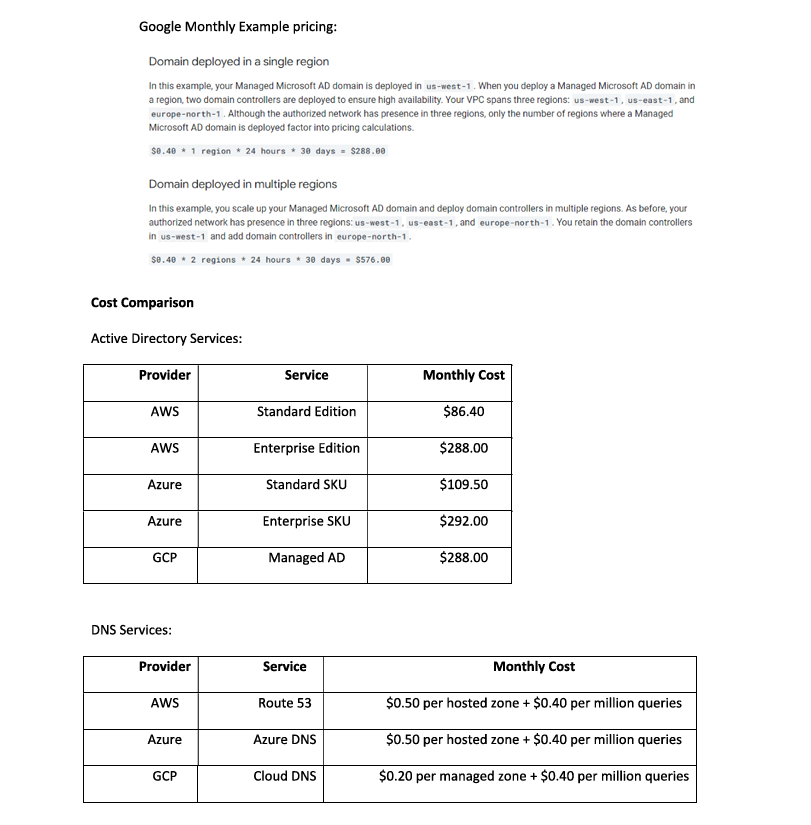 Google Monthly Example pricing:
Domain deployed in a single region
In this example, your Managed Microsoft AD domain is deployed in us-west-1 . When you deploy a Managed Microsoft AD domain in
a region, two domain controllers are deployed to ensure high availability. Your VPC spans three regions: us-west-1 , us-east-1 , and
europe-north-1 . Although the authorized network has presence in three regions, only the number of regions where a Managed
Microsoft AD domain is deployed factor into pricing calculations.
$0.40 * 1 region * 24 hours * 30 days = $288.00
Domain deployed in multiple regions
In this example, you scale up your Managed Microsoft AD domain and deploy domain controllers in multiple regions. As before, your
authorized network has presence in three regions: us-west-1 , us-east-1 , and europe-north-1 . You retain the domain controllers
in us-west-1 and add domain controllers in europe-north-1 .
$0.40 * 2 regions * 24 hours * 30 days = $576.00
Cost Comparison
Active Directory Services:
Provider Service Monthly Cost
AWS Standard Edition $86.40
AWS Enterprise Edition $288.00
Azure Standard SKU $109.50
Azure Enterprise SKU $292.00
GCP Managed AD $288.00
DNS Services:
Provider Service Monthly Cost
AWS Route 53 $0.50 per hosted zone + $0.40 per million queries
Azure Azure DNS $0.50 per hosted zone + $0.40 per million queries
GCP Cloud DNS $0.20 per managed zone + $0.40 per million queries